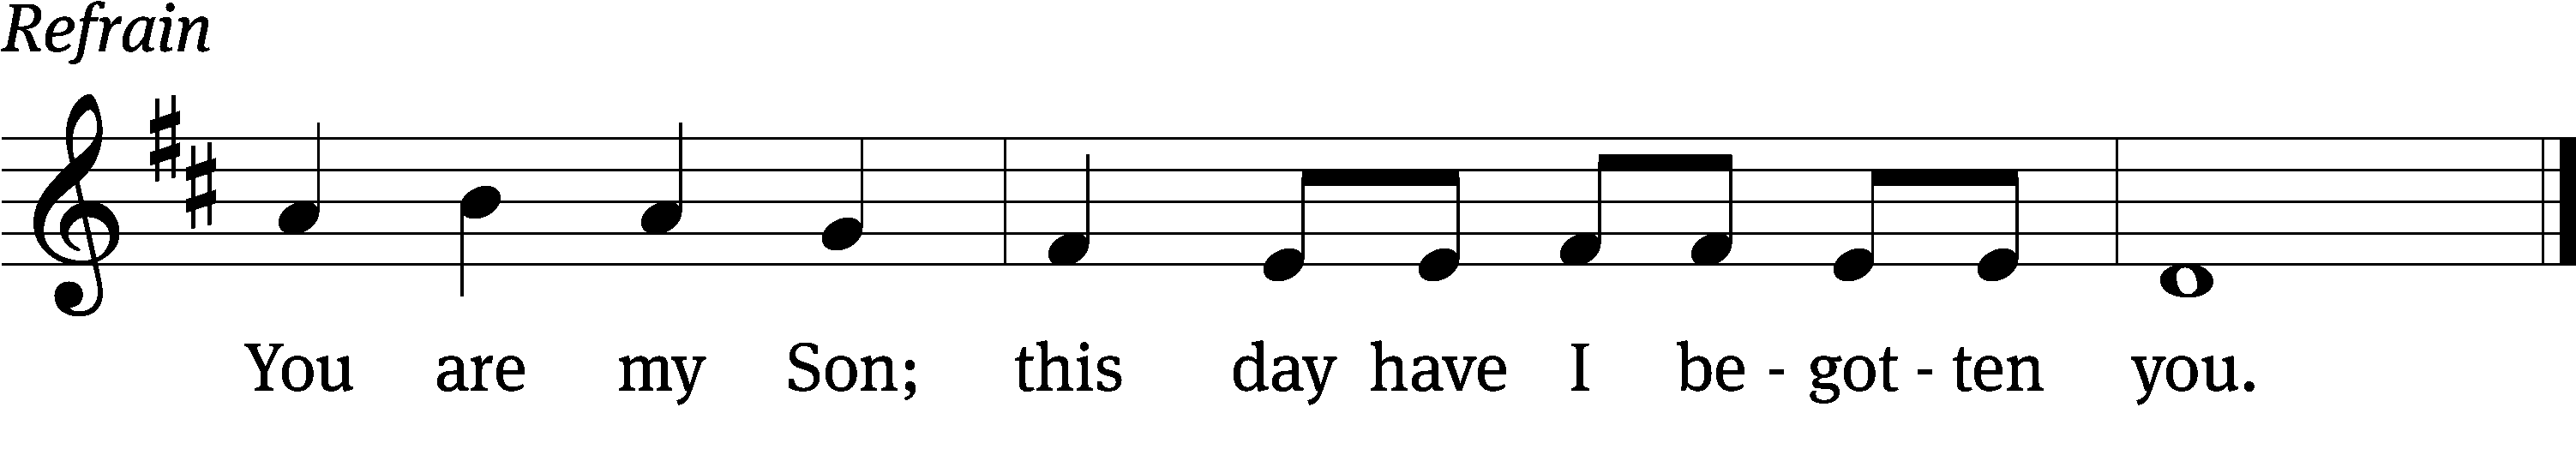 Refrain
You are my Son; this day have I be - got - ten you.